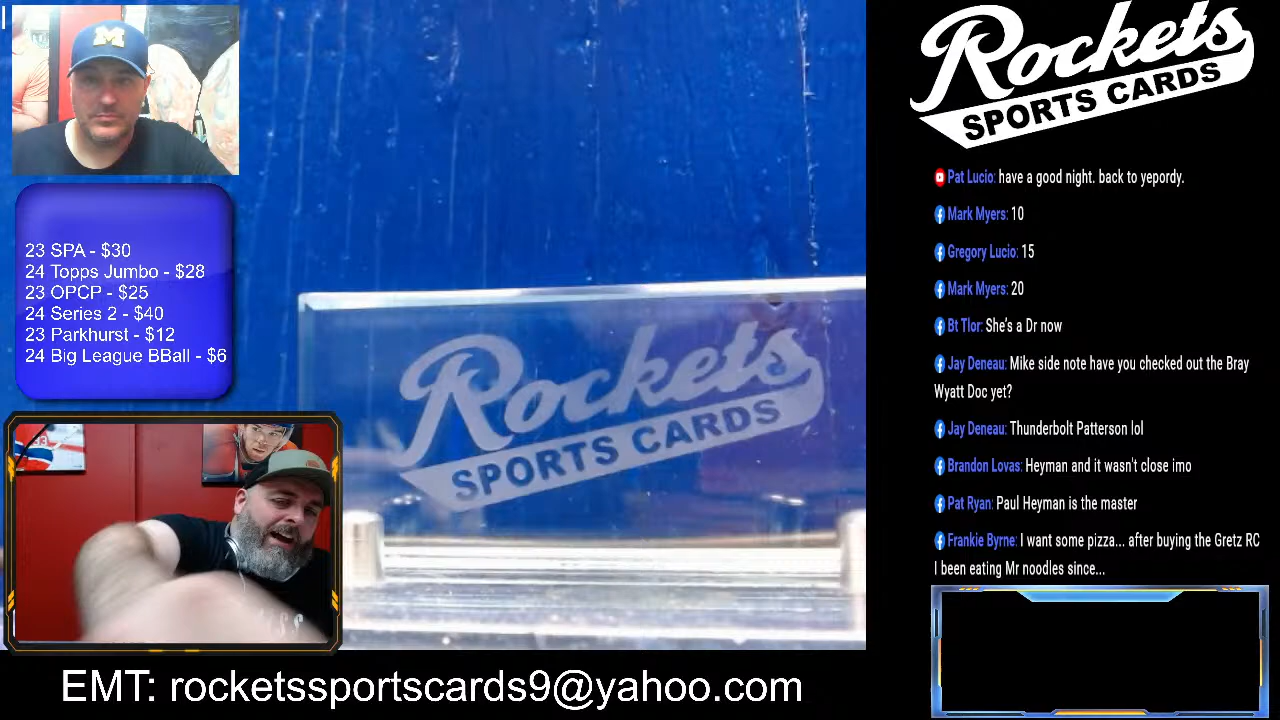 M
23 SPA - $30
24 Topps Jumbo - $28
23 OPCP - $25
24 Series 2 - $40
23 Parkhurst - $12
24 Big League BBall - $6
Rockets
SPORTS CARDS
EMT: rocketssportscards9@yahoo.com
Rockets
SPORTS CARDS
Pat Lucio: have a good night. back to yepordy.
Mark Myers: 10
Gregory Lucio: 15
Mark Myers: 20
Bt Tlor: She's a Dr now
Jay Deneau: Mike side note have you checked out the Bray
Wyatt Doc yet?
Jay Deneau: Thunderbolt Patterson lol
Brandon Lovas: Heyman and it wasn't close imo
Pat Ryan: Paul Heyman is the master
Frankie Byrne: I want some pizza... after buying the Gretz RC
I been eating Mr noodles since...